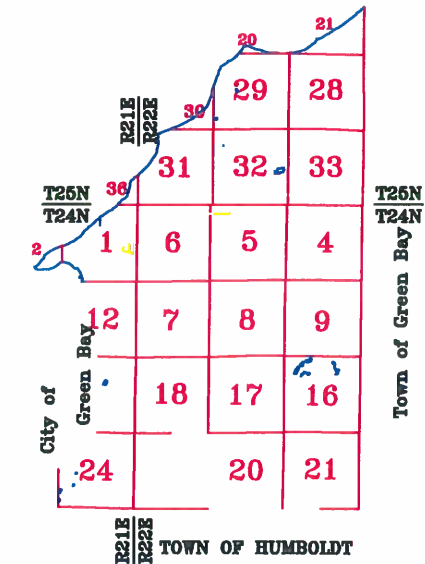 21
20
29 28
30
R21E
R22E
31 32 33
36
T25N
T24N
T25N
T24N
2 1 6 5 4
Town of Green Bay
12 7 8 9
City of
Green Bay
18 17 16
24 20 21
R21E
R22E
TOWN OF HUMBOLDT